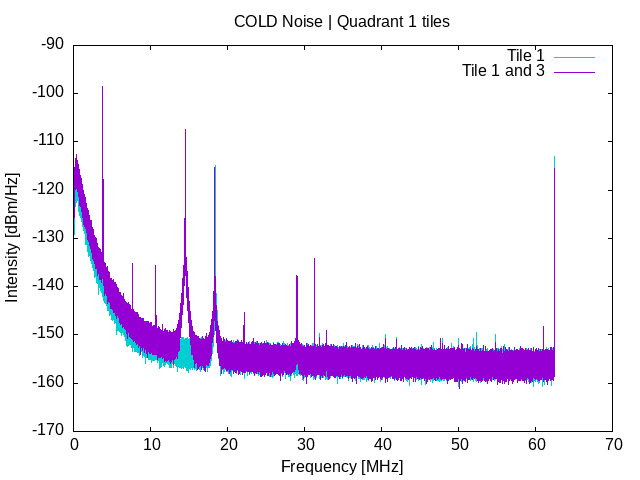 COLD Noise | Quadrant 1 tiles
Tile 1
Tile 1 and 3
-90
-100
-110
-120
-130
-140
-150
-160
-170
Intensity [dBm/Hz]
0 10 20 30 40 50 60 70
Frequency [MHz]